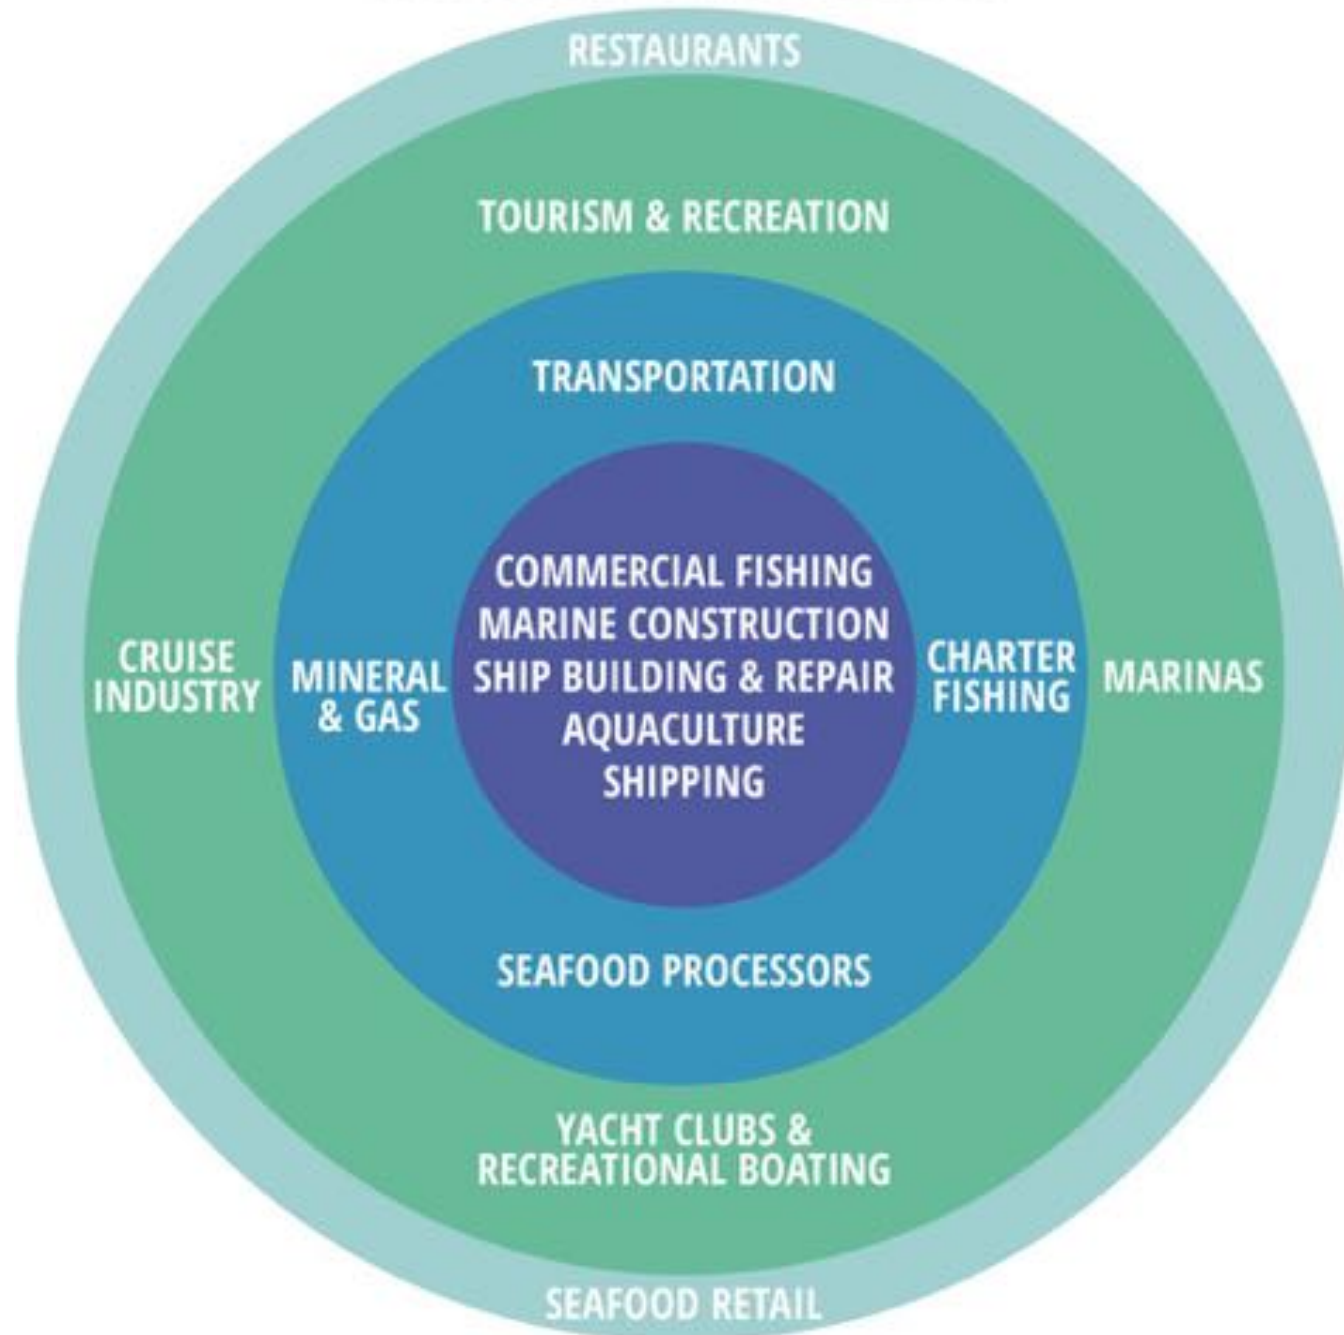 RESTAURANTS
TOURISM & RECREATION
TRANSPORTATION
COMMERCIAL FISHING
MARINE CONSTRUCTION
SHIP BUILDING & REPAIR
AQUACULTURE
SHIPPING
CRUISE
INDUSTRY
MINERAL
& GAS
CHARTER
FISHING
MARINAS
SEAFOOD PROCESSORS
YACHT CLUBS &
RECREATIONAL BOATING
SEAFOOD RETAIL